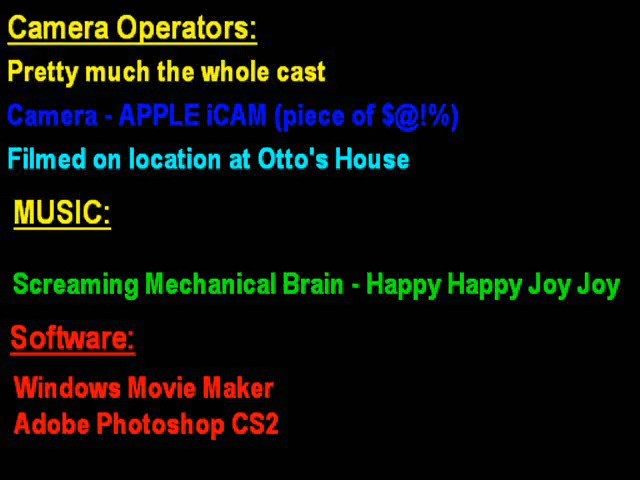 Camera Operators:
Pretty much the whole cast
Camera - APPLE iCAM (piece of $@!%)
Filmed on location at Otto's House
MUSIC:
Screaming Mechanical Brain - Happy Happy Joy Joy
Software:
Windows Movie Maker
Adobe Photoshop CS2